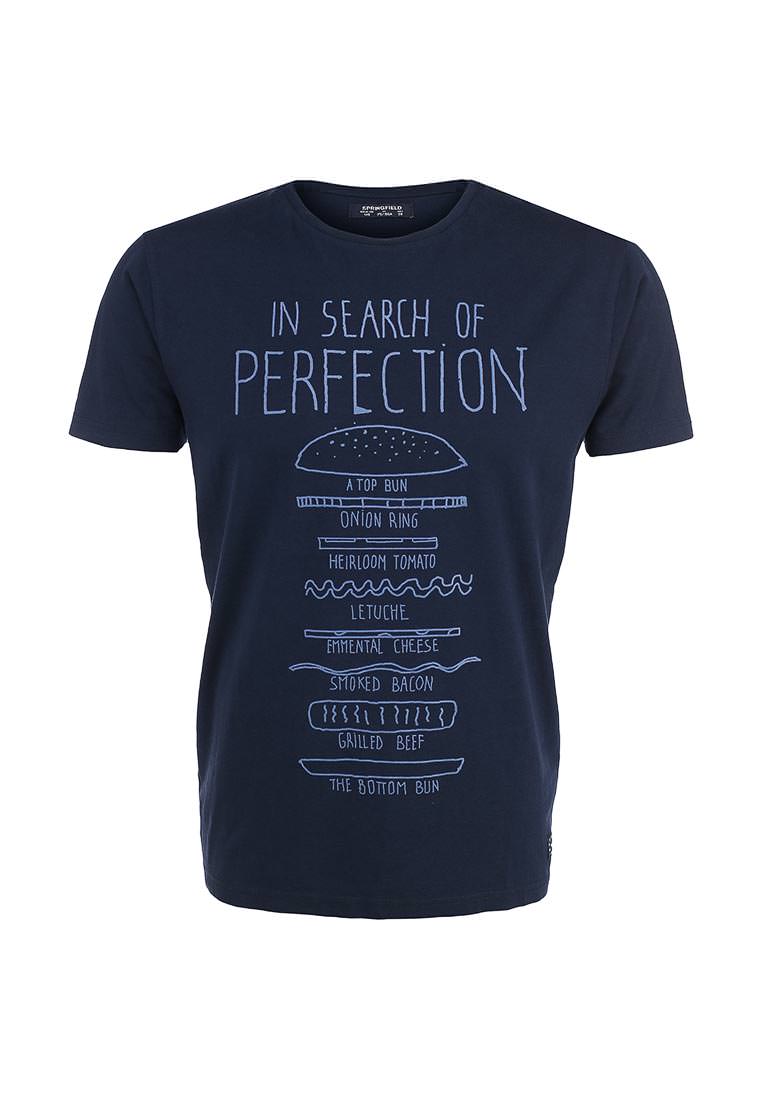 SPRINGFIELD
IN SEARCH OF
PERFECTION
A TOP BUN
ONION RING
HEIRLOOM TOMATO
LETUCHE
EMMENTAL CHEESE
SMOKED BACON
GRILLED BEEF
THE BOTTOM BUN